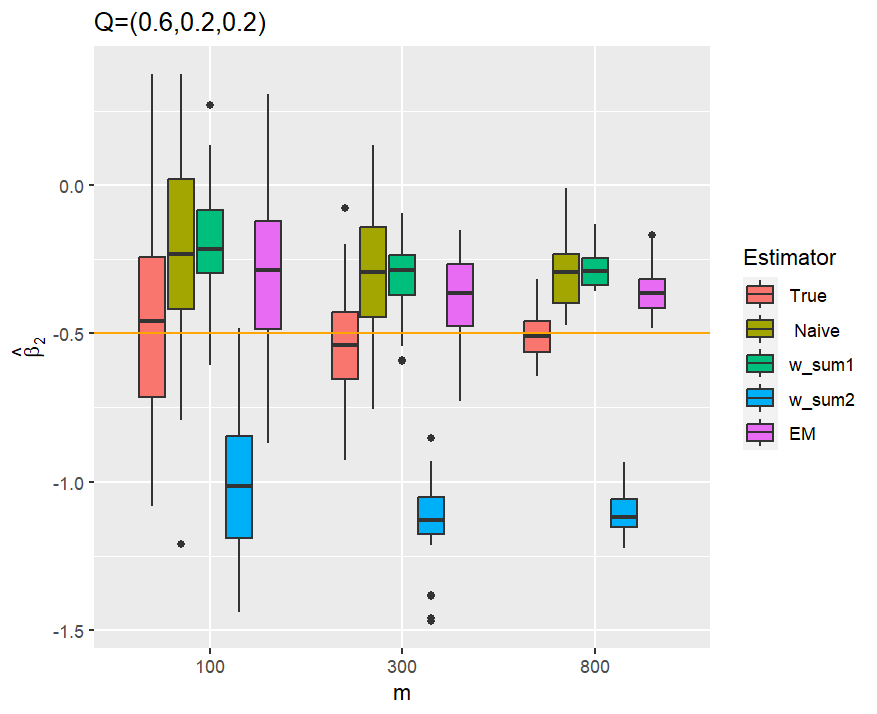 Q=(0.6,0.2,0.2)
0.0
-0.5
-1.0
-1.5
β̂₂
100 300 800
m
Estimator
True
Naive
w_sum1
w_sum2
EM